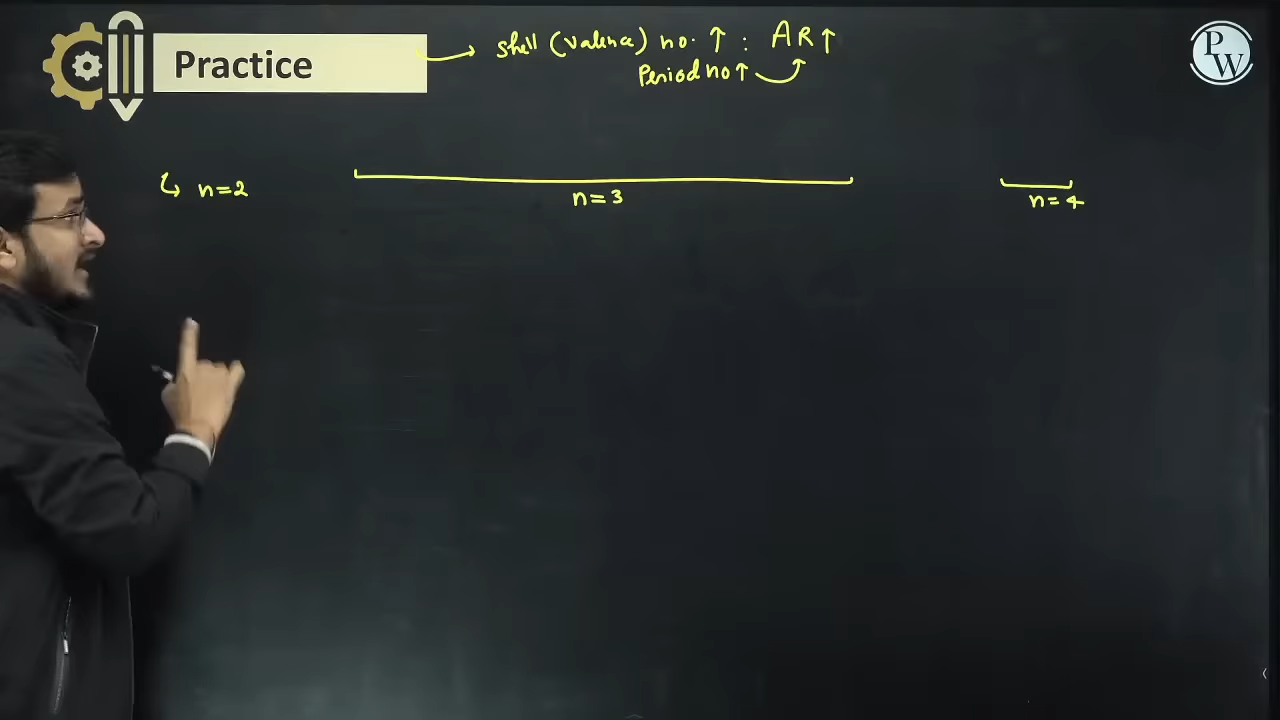 Practice
Shell (Valence) no. ↑ : AR↑
Period no ↑
n=2
n=3
n=4
PW